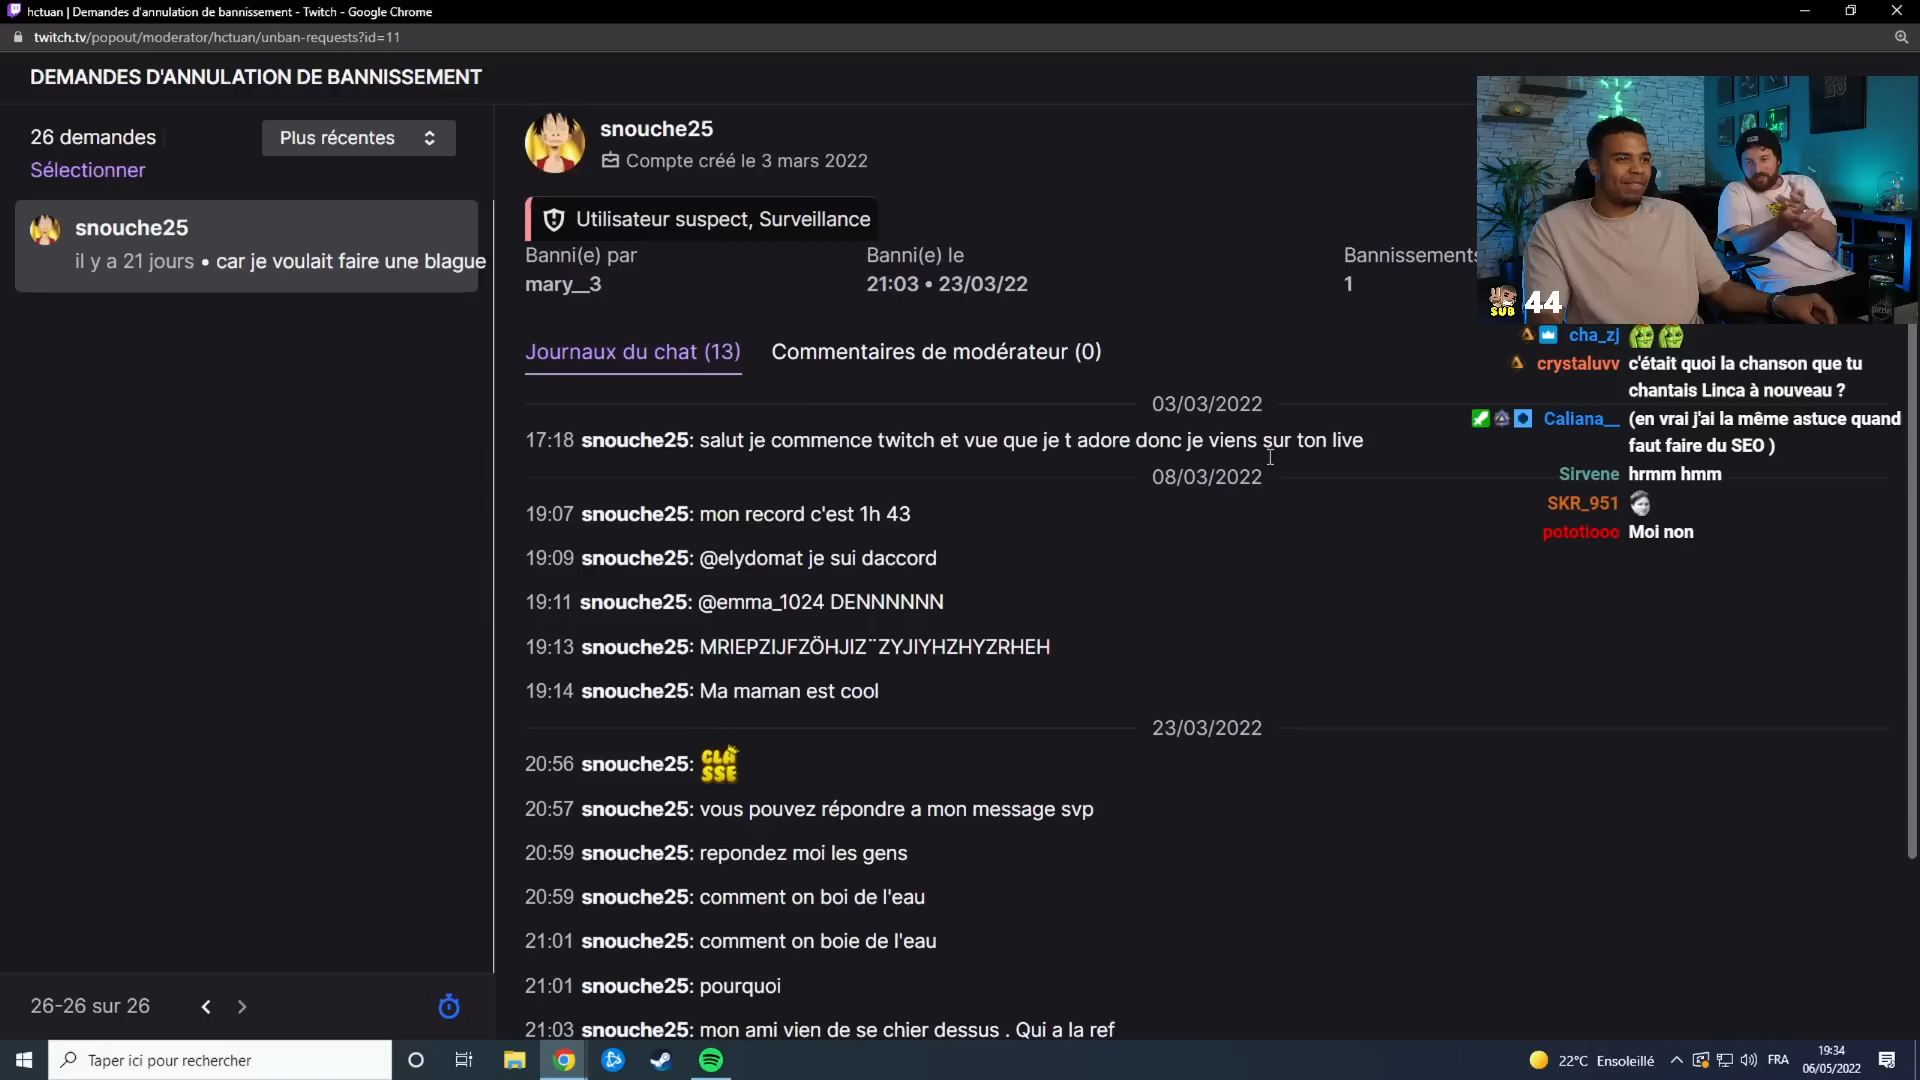 hctuan | Demandes d'annulation de bannissement - Twitch - Google Chrome
twitch.tv/popout/moderator/hctuan/unban-requests?id=11
DEMANDES D'ANNULATION DE BANNISSEMENT
26 demandes
Plus récentes
Sélectionner
snouche25
il y a 21 jours • car je voulait faire une blague
snouche25
Compte créé le 3 mars 2022
Utilisateur suspect, Surveillance
Banni(e) par
mary__3
Banni(e) le
21:03 • 23/03/22
Bannissements
1
Journaux du chat (13)
Commentaires de modérateur (0)
03/03/2022
17:18 snouche25: salut je commence twitch et vue que je t adore donc je viens sur ton live
08/03/2022
19:07 snouche25: mon record c'est 1h 43
19:09 snouche25: @elydomat je sui daccord
19:11 snouche25: @emma_1024 DENNNNNN
19:13 snouche25: MRIEPZIJFZÖHJIZ¨ZYJIYHZHYZRHEH
19:14 snouche25: Ma maman est cool
23/03/2022
20:56 snouche25: CLASSE
20:57 snouche25: vous pouvez répondre a mon message svp
20:59 snouche25: repondez moi les gens
20:59 snouche25: comment on boi de l'eau
21:01 snouche25: comment on boie de l'eau
21:01 snouche25: pourquoi
21:03 snouche25: mon ami vien de se chier dessus . Qui a la ref
SUB 44
cha_zj
crystaluvv c'était quoi la chanson que tu
chantais Linca à nouveau ?
Caliana__ (en vrai j'ai la même astuce quand
faut faire du SEO )
Sirvene hrmm hmm
SKR_951
pototiooo Moi non
26-26 sur 26
Taper ici pour rechercher
22°C Ensoleillé
FRA
19:34
06/05/2022